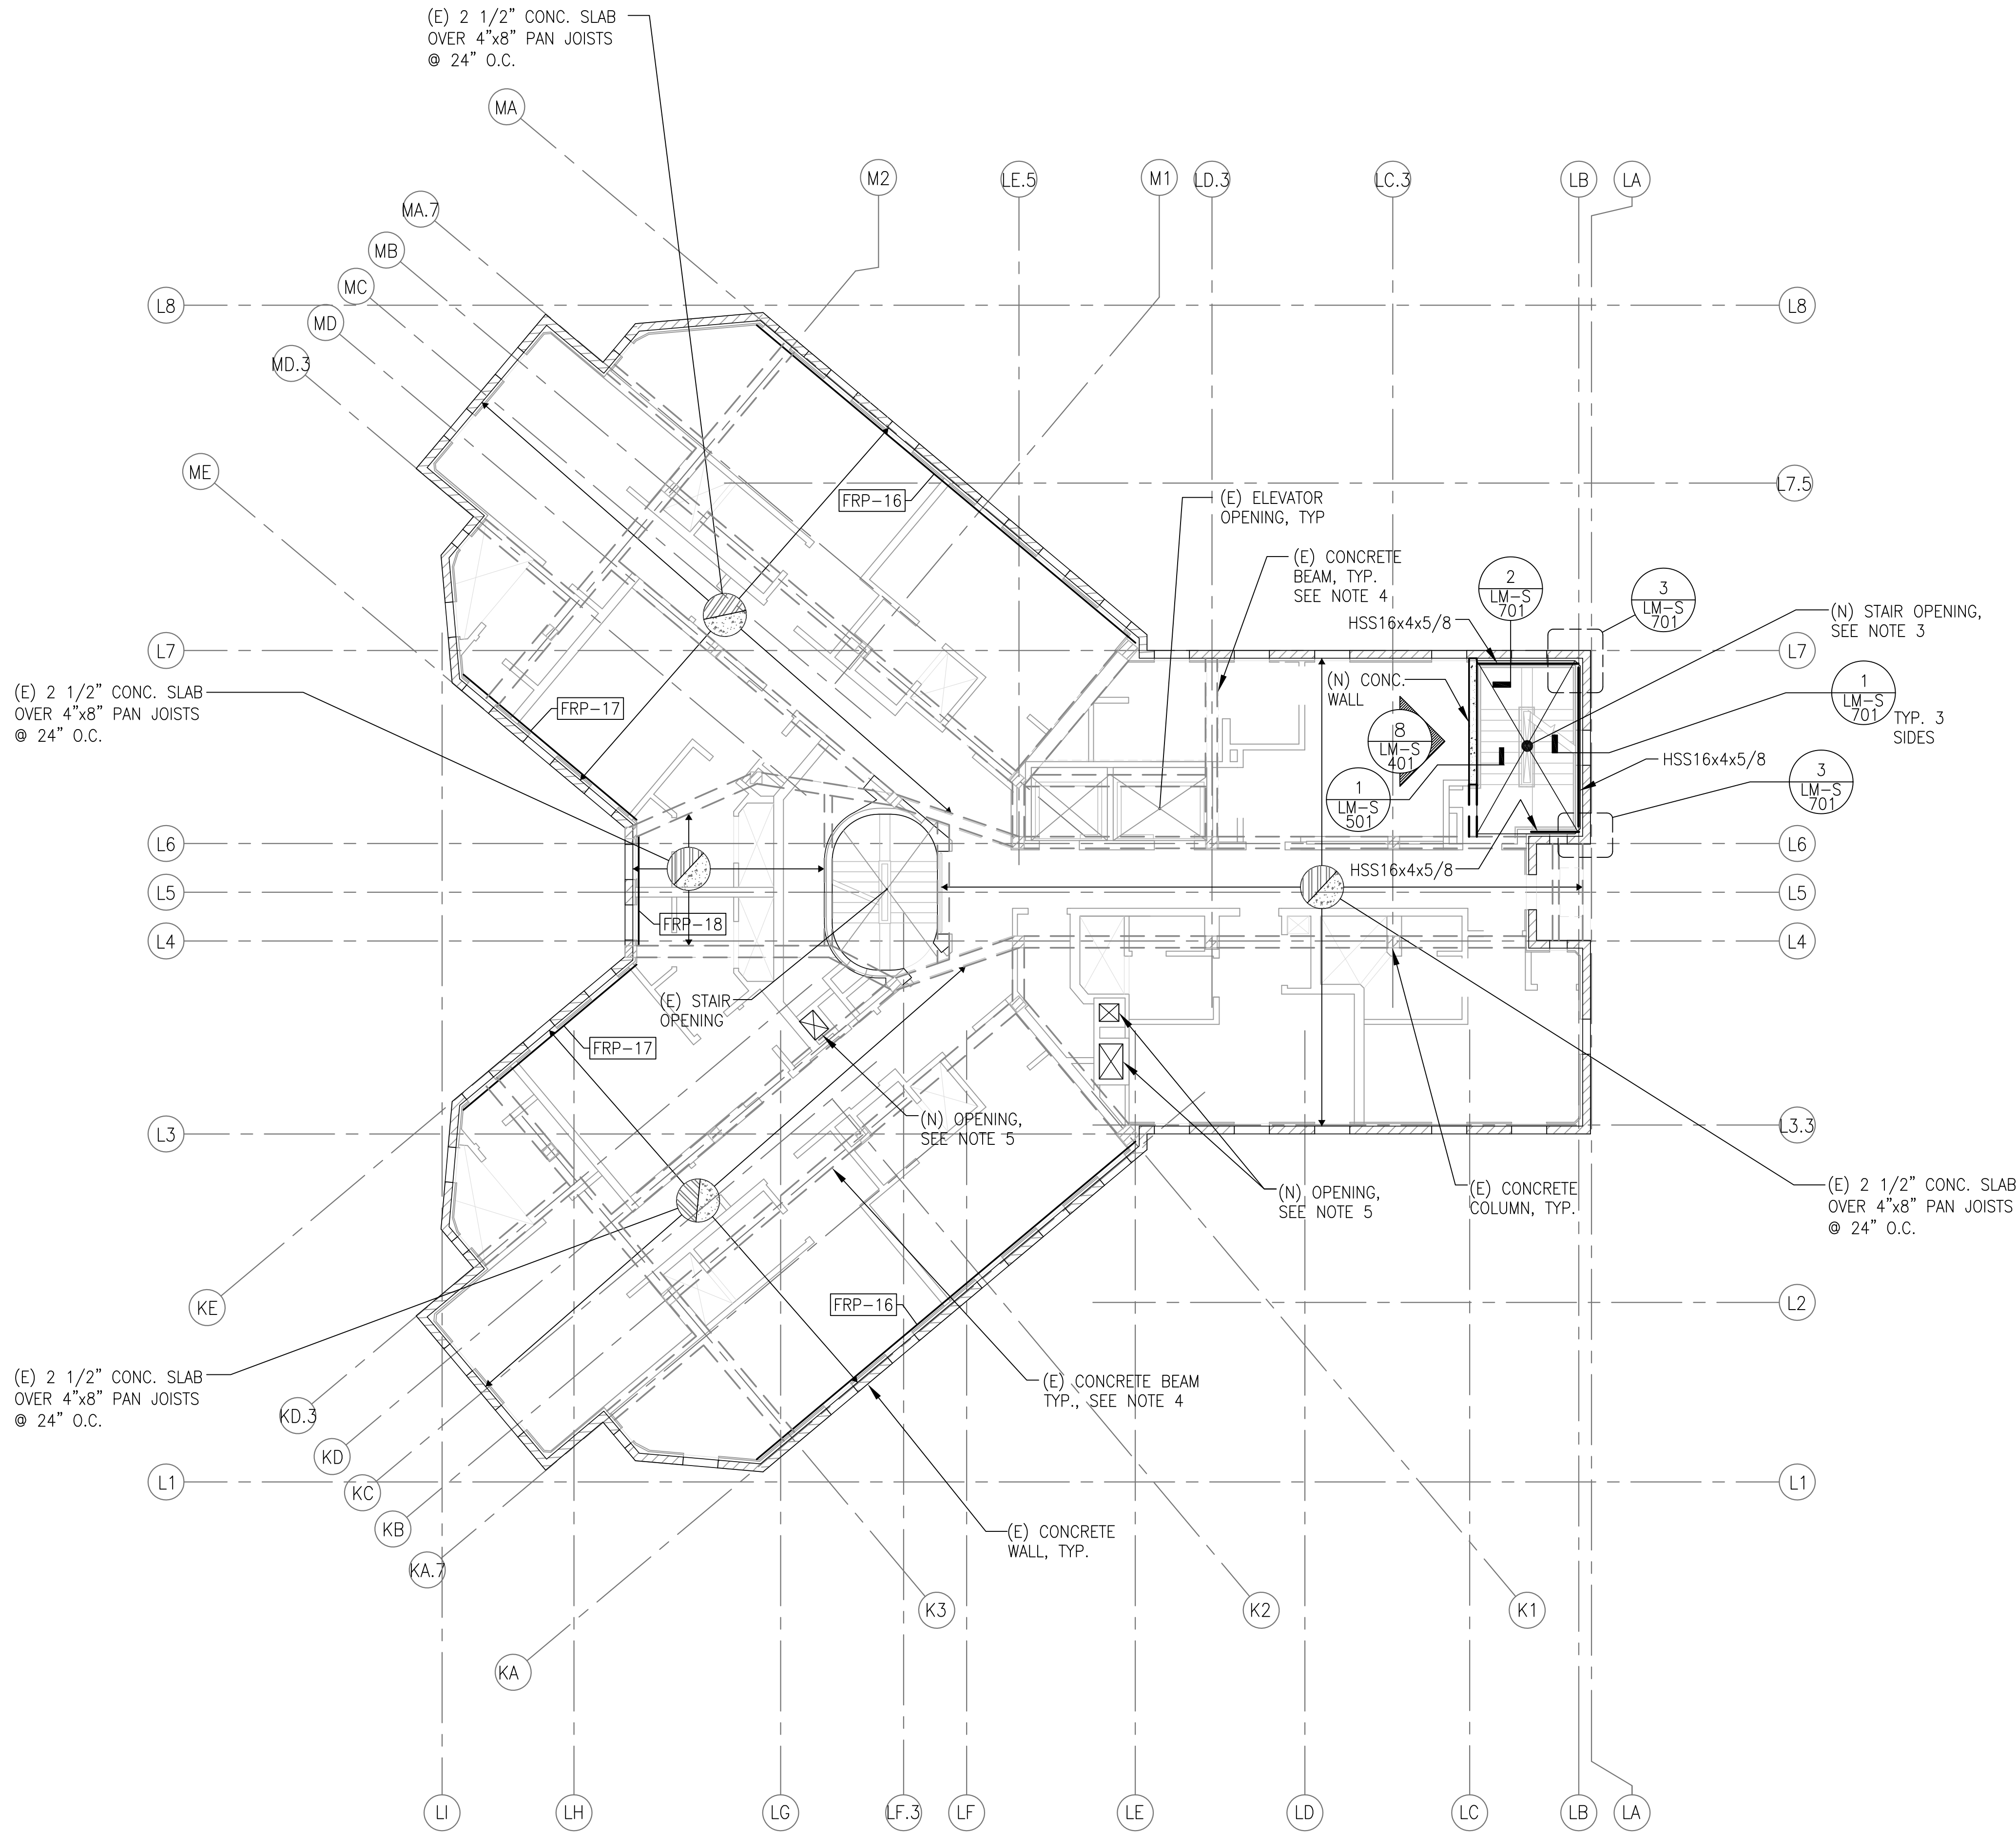 (E) 2 1/2" CONC. SLAB
OVER 4"x8" PAN JOISTS
@ 24" O.C.
MA
M2
LE.5
M1
LD.3
LC.3
LB
LA
MA.7
MB
MC
MD
MD.3
ME
L8
L8
L7.5
FRP-16
(E) ELEVATOR
OPENING, TYP
(E) CONCRETE
BEAM, TYP.
SEE NOTE 4
HSS16x4x5/8
2
LM-S
701
3
LM-S
701
(N) STAIR OPENING,
SEE NOTE 3
L7
L7
(E) 2 1/2" CONC. SLAB
OVER 4"x8" PAN JOISTS
@ 24" O.C.
FRP-17
(N) CONC.
WALL
8
LM-S
401
1
LM-S
701
TYP. 3
SIDES
HSS16x4x5/8
1
LM-S
501
3
LM-S
701
L6
L6
HSS16x4x5/8
L5
L5
FRP-18
L4
L4
(E) STAIR
OPENING
FRP-17
(N) OPENING,
SEE NOTE 5
L3
L3.3
(N) OPENING,
SEE NOTE 5
(E) CONCRETE
COLUMN, TYP.
(E) 2 1/2" CONC. SLAB
OVER 4"x8" PAN JOISTS
@ 24" O.C.
KE
FRP-16
L2
(E) 2 1/2" CONC. SLAB
OVER 4"x8" PAN JOISTS
@ 24" O.C.
(E) CONCRETE BEAM
TYP., SEE NOTE 4
KD.3
KD
KC
KB
KA.7
KA
L1
L1
(E) CONCRETE
WALL, TYP.
K3
K2
K1
LI
LH
LG
LF.3
LF
LE
LD
LC
LB
LA